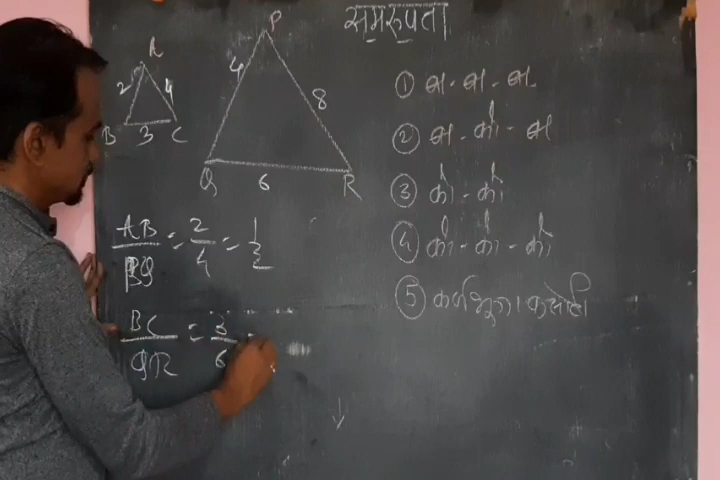 समरूपता
A
2 4
B 3 C
P
4 8
Q 6 R
① बा - बा - बा
② बा - को - बा
③ को - को
④ को - को - को
⑤ कर्ण भुजा कसोटी
AB/PQ = 2/4 = 1/2
BC/QR = 3/6 =